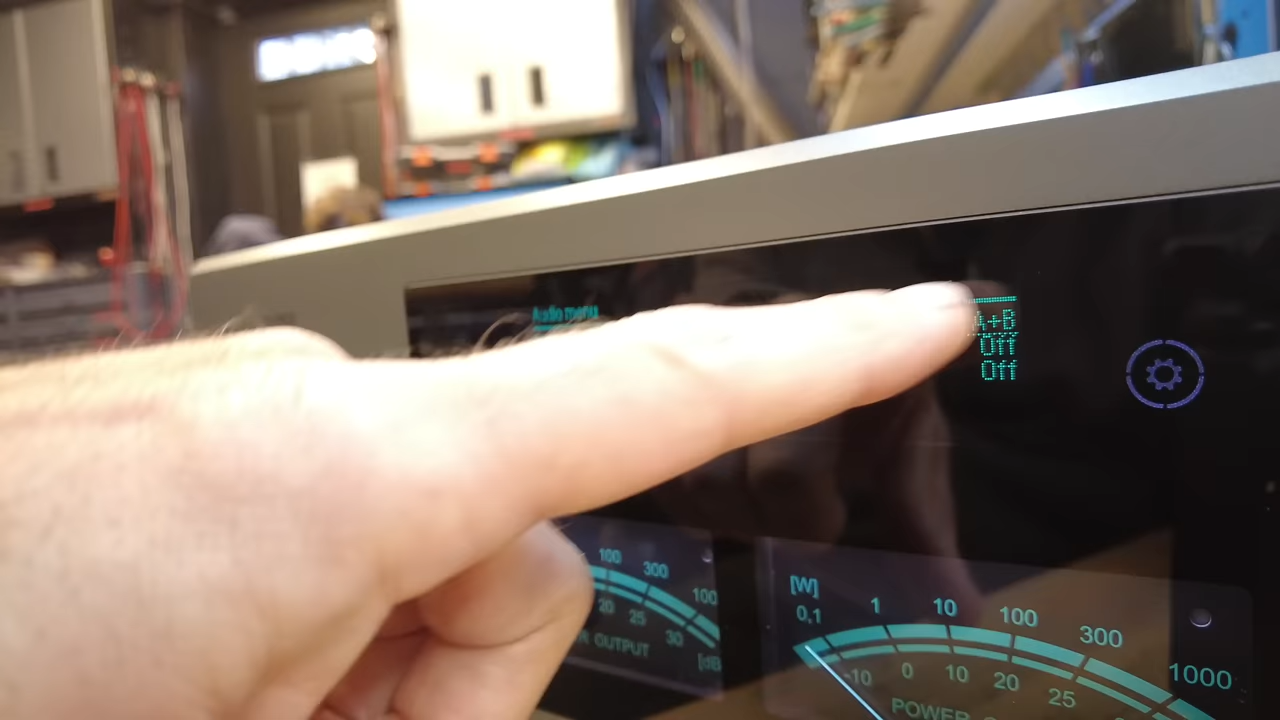 Audio menu
A+B
Off
Off
100 300 100
20 25 30
R OUTPUT
[dB
[W]
0,1 1 10 100 300 1000
-10 0 10 20 25
POWER